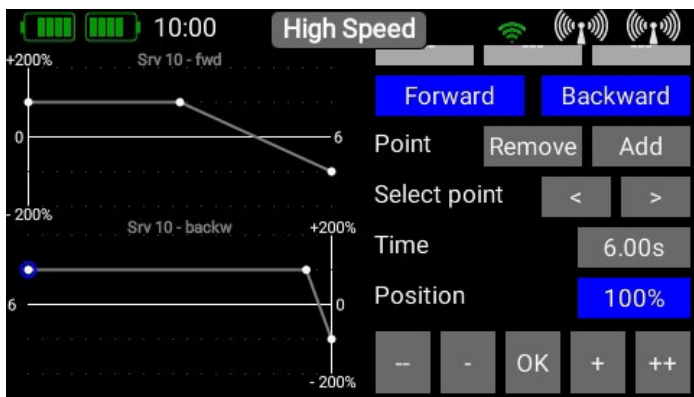 10:00 High Speed
+200% Srv 10 - fwd
0 6
- 200%
Srv 10 - backw +200%
6 0
- 200%
--- --- ---
Forward Backward
Point Remove Add
Select point < >
Time 6.00s
Position 100%
-- - OK + ++